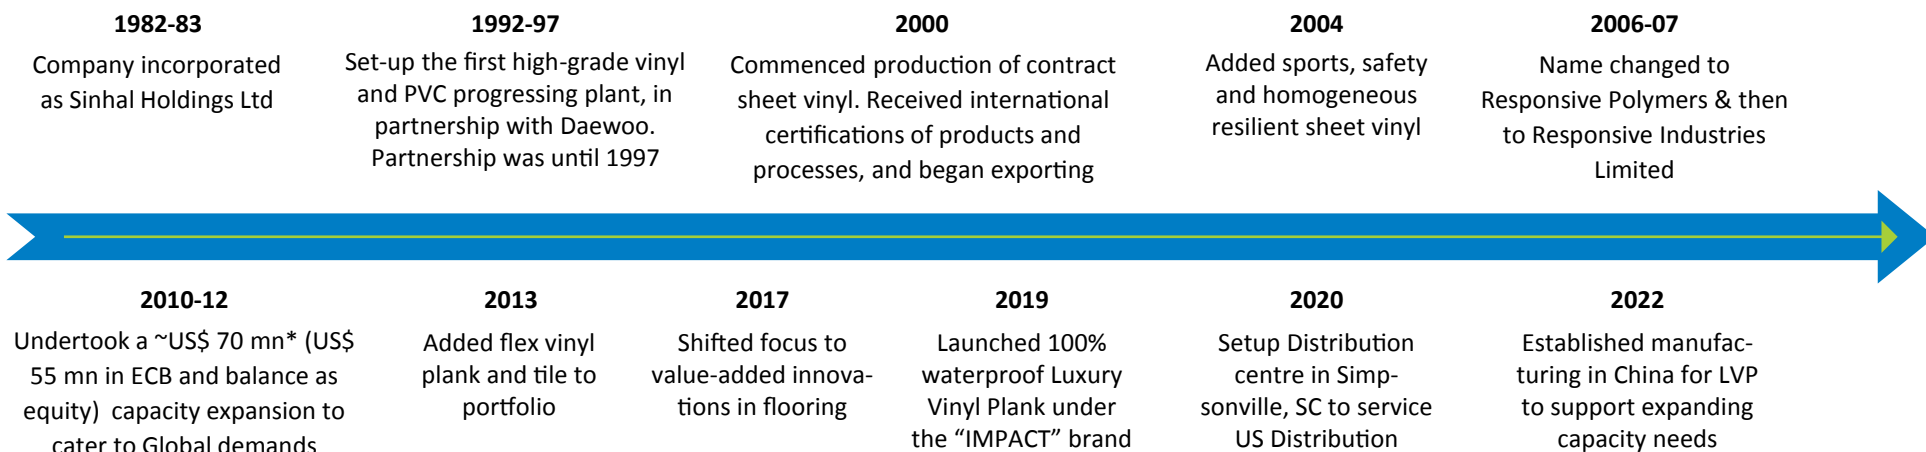 1982-83
Company incorporated
as Sinhal Holdings Ltd
1992-97
Set-up the first high-grade vinyl
and PVC progressing plant, in
partnership with Daewoo.
Partnership was until 1997
2000
Commenced production of contract
sheet vinyl. Received international
certifications of products and
processes, and began exporting
2004
Added sports, safety
and homogeneous
resilient sheet vinyl
2006-07
Name changed to
Responsive Polymers & then
to Responsive Industries
Limited
2010-12
Undertook a ~US$ 70 mn* (US$
55 mn in ECB and balance as
equity) capacity expansion to
cater to Global demands
2013
Added flex vinyl
plank and tile to
portfolio
2017
Shifted focus to
value-added innova-
tions in flooring
2019
Launched 100%
waterproof Luxury
Vinyl Plank under
the “IMPACT” brand
2020
Setup Distribution
centre in Simp-
sonville, SC to service
US Distribution
2022
Established manufac-
turing in China for LVP
to support expanding
capacity needs